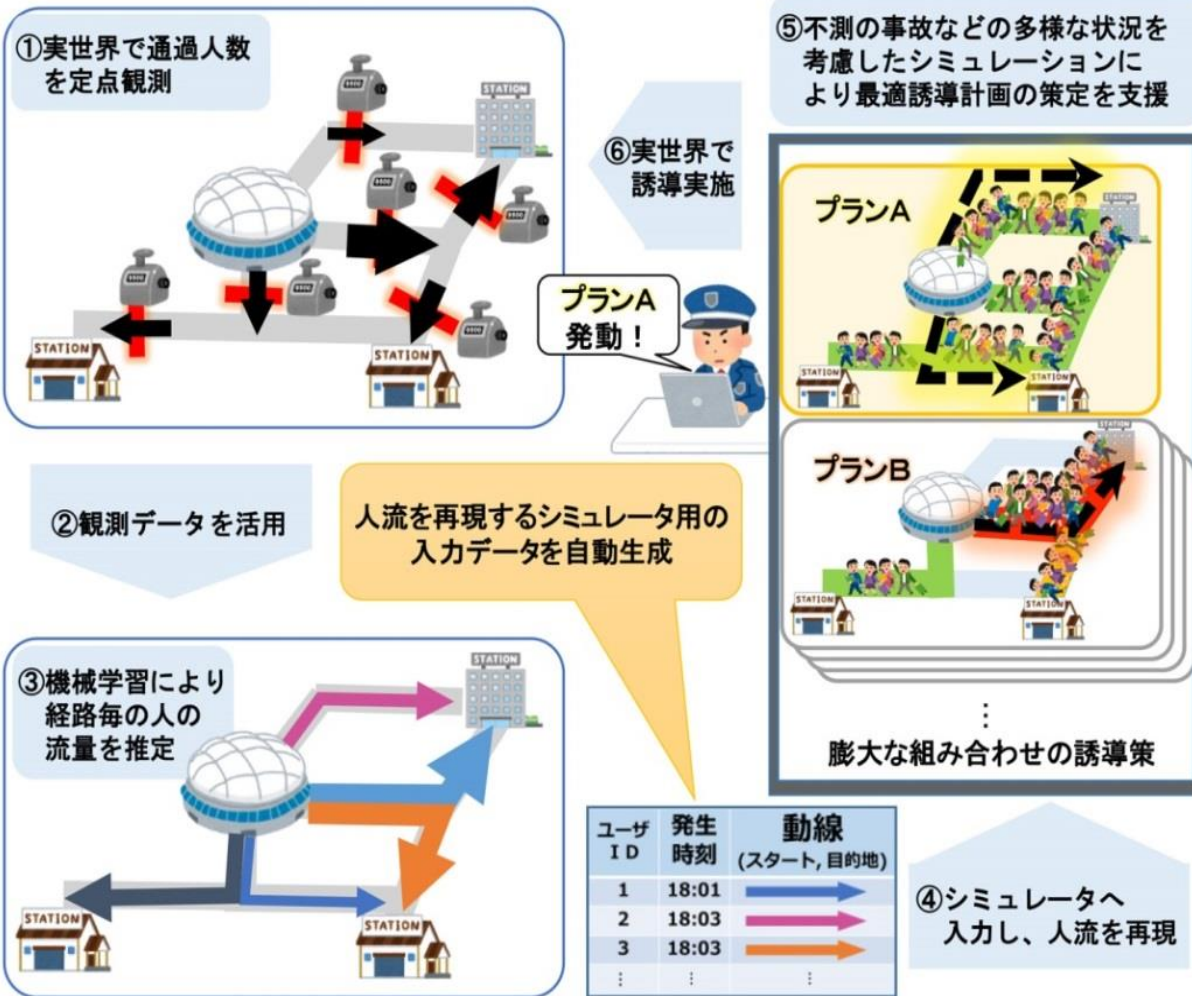 ①実世界で通過人数
を定点観測
STATION
STATION
STATION
②観測データを活用
③機械学習により
経路毎の人の
流量を推定
STATION
STATION
STATION
人流を再現するシミュレータ用の
入力データを自動生成
ユーザ
ID
発生
時刻
動線
(スタート,目的地)
1 18:01
2 18:03
3 18:03
⋮ ⋮ ⋮
④シミュレータへ
入力し、人流を再現
⑤不測の事故などの多様な状況を
考慮したシミュレーションに
より最適誘導計画の策定を支援
プランA
STATION
STATION
STATION
プランB
STATION
STATION
STATION
⋮
膨大な組み合わせの誘導策
⑥実世界で
誘導実施
プランA
発動！